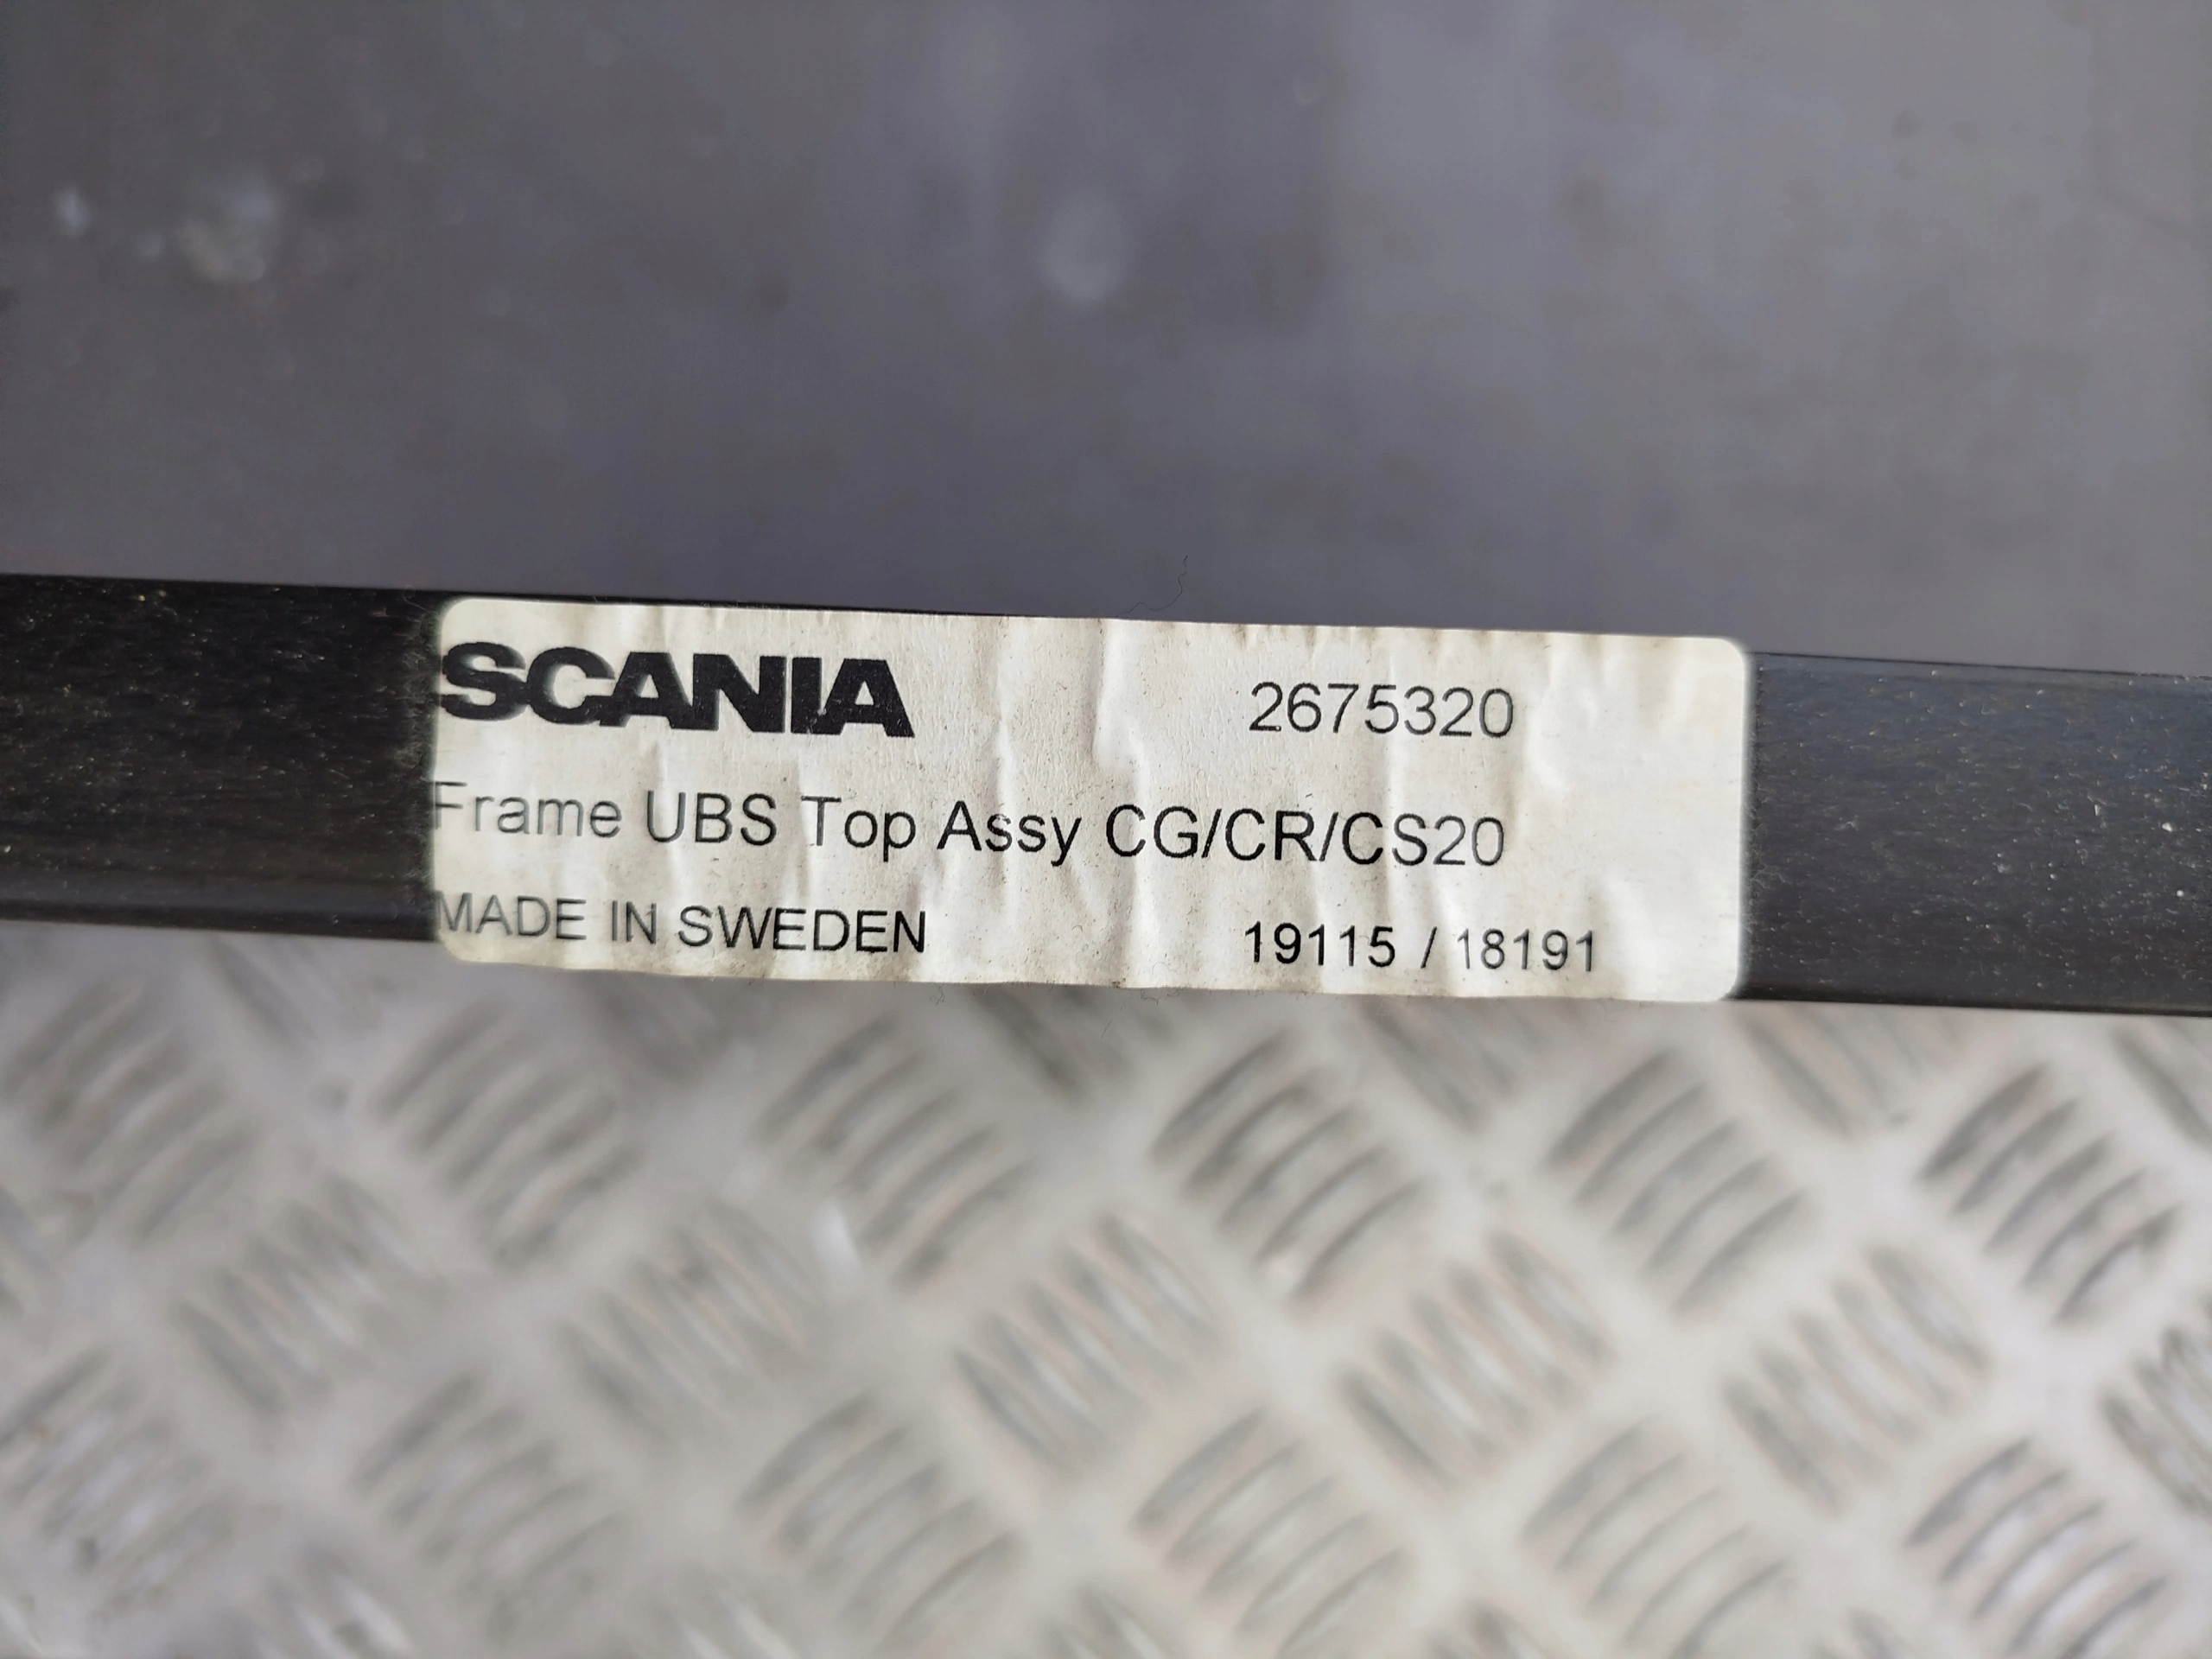 SCANIA 2675320
Frame UBS Top Assy CG/CR/CS20
MADE IN SWEDEN 19115 / 18191